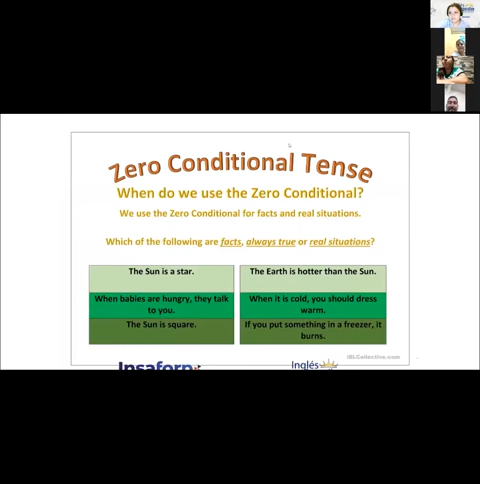 Zero Conditional Tense
When do we use the Zero Conditional?
We use the Zero Conditional for facts and real situations.
Which of the following are facts, always true or real situations?
The Sun is a star.
The Earth is hotter than the Sun.
When babies are hungry, they talk
to you.
When it is cold, you should dress
warm.
The Sun is square.
If you put something in a freezer, it
burns.
iSLCollective.com
Insaforp
Inglés